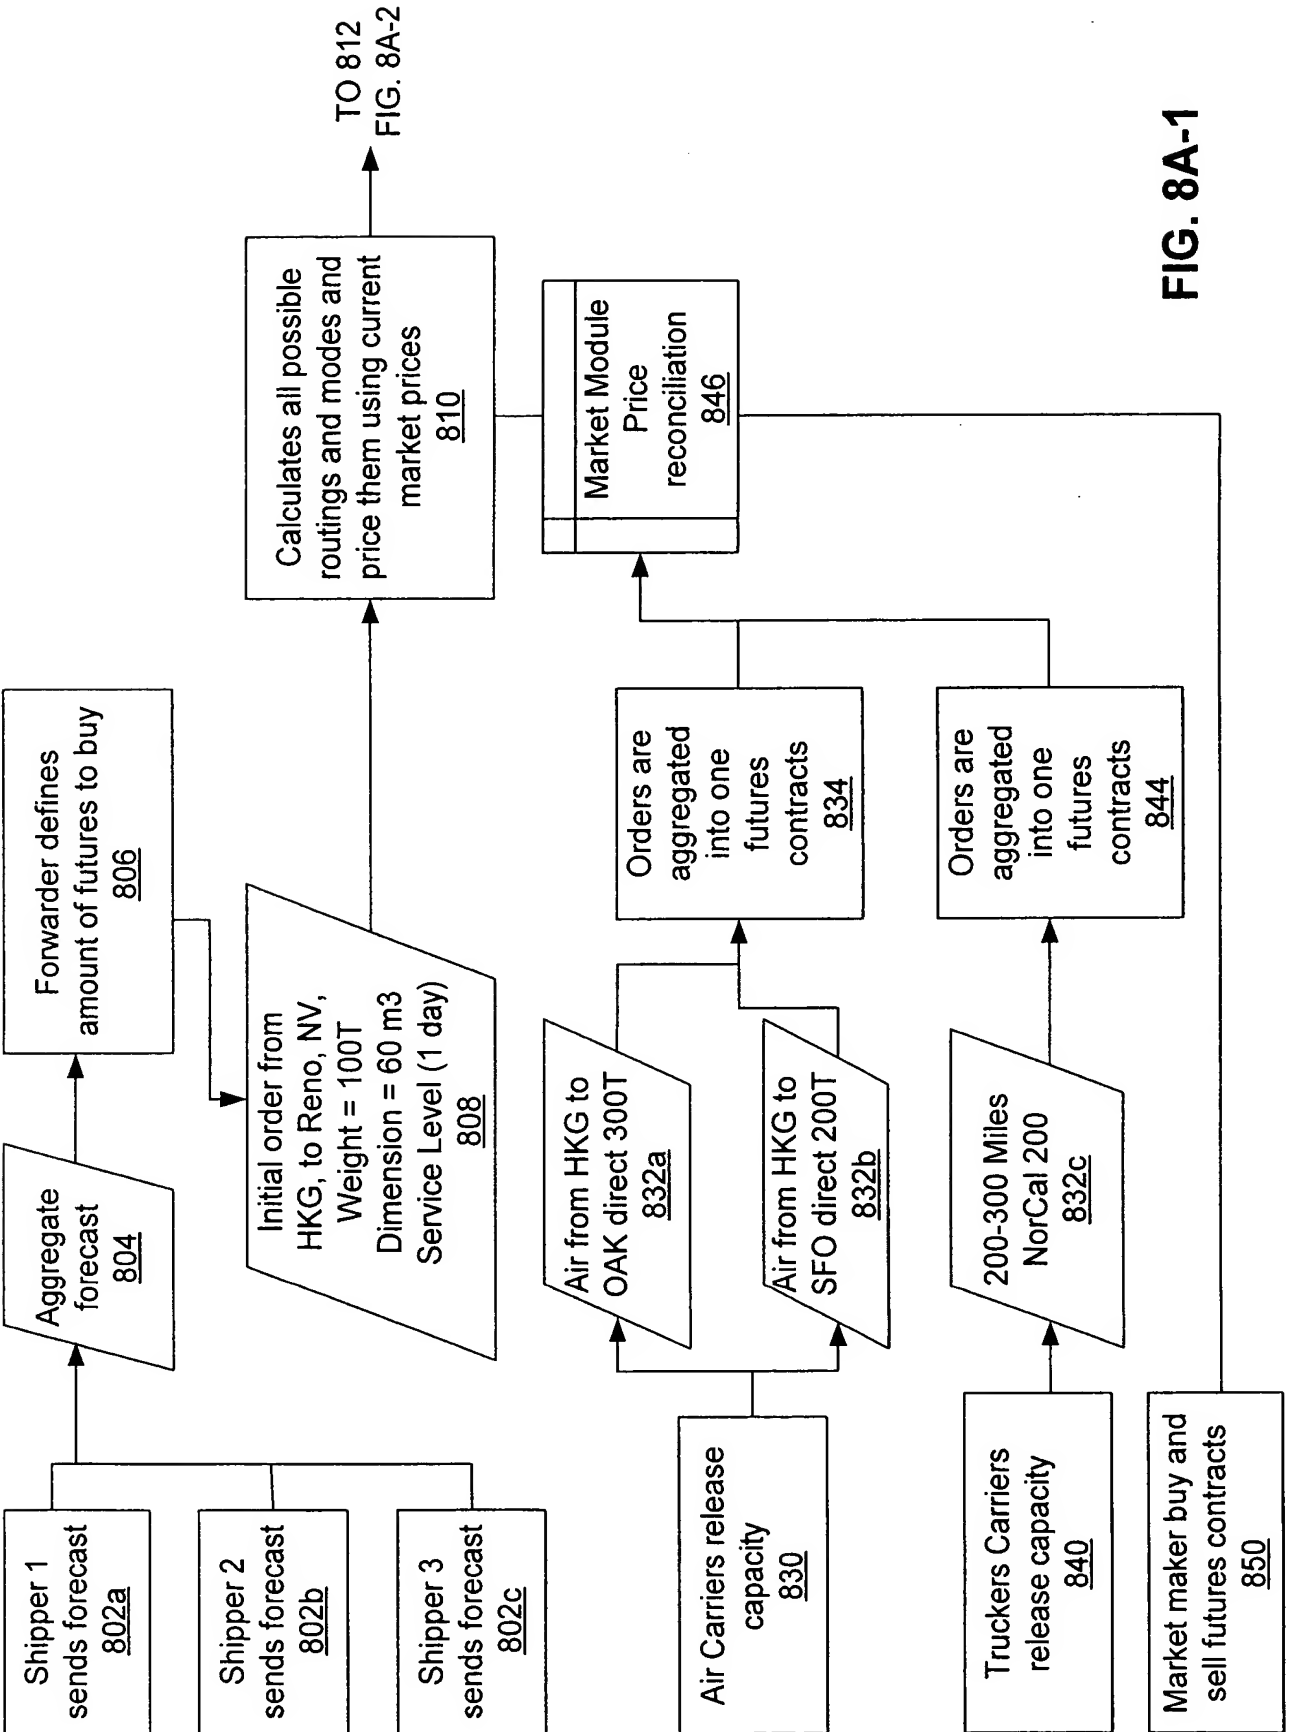 Shipper 1
sends forecast
802a
Shipper 2
sends forecast
802b
Shipper 3
sends forecast
802c
Aggregate
forecast
804
Forwarder defines
amount of futures to buy
806
Initial order from
HKG, to Reno, NV,
Weight = 100T
Dimension = 60 m3
Service Level (1 day)
808
Calculates all possible
routings and modes and
price them using current
market prices
810
TO 812
FIG. 8A-2
Air Carriers release
capacity
830
Air from HKG to
OAK direct 300T
832a
Air from HKG to
SFO direct 200T
832b
Orders are
aggregated
into one
futures
contracts
834
Market Module
Price
reconciliation
846
Truckers Carriers
release capacity
840
200-300 Miles
NorCal 200
832c
Orders are
aggregated
into one
futures
contracts
844
Market maker buy and
sell futures contracts
850
FIG. 8A-1